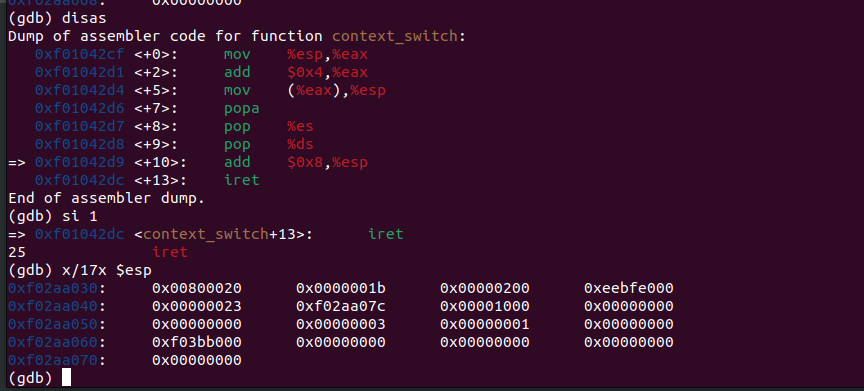 0xf02aa068:     0x00000000
(gdb) disas
Dump of assembler code for function context_switch:
   0xf01042cf <+0>:     mov    %esp,%eax
   0xf01042d1 <+2>:     add    $0x4,%eax
   0xf01042d4 <+5>:     mov    (%eax),%esp
   0xf01042d6 <+7>:     popa
   0xf01042d7 <+8>:     pop    %es
   0xf01042d8 <+9>:     pop    %ds
=> 0xf01042d9 <+10>:    add    $0x8,%esp
   0xf01042dc <+13>:    iret
End of assembler dump.
(gdb) si 1
=> 0xf01042dc <context_switch+13>:      iret
25              iret
(gdb) x/17x $esp
0xf02aa030:     0x00800020      0x0000001b      0x00000200      0xeebfe000
0xf02aa040:     0x00000023      0xf02aa07c      0x00001000      0x00000000
0xf02aa050:     0x00000000      0x00000003      0x00000001      0x00000000
0xf02aa060:     0xf03bb000      0x00000000      0x00000000      0x00000000
0xf02aa070:     0x00000000
(gdb)